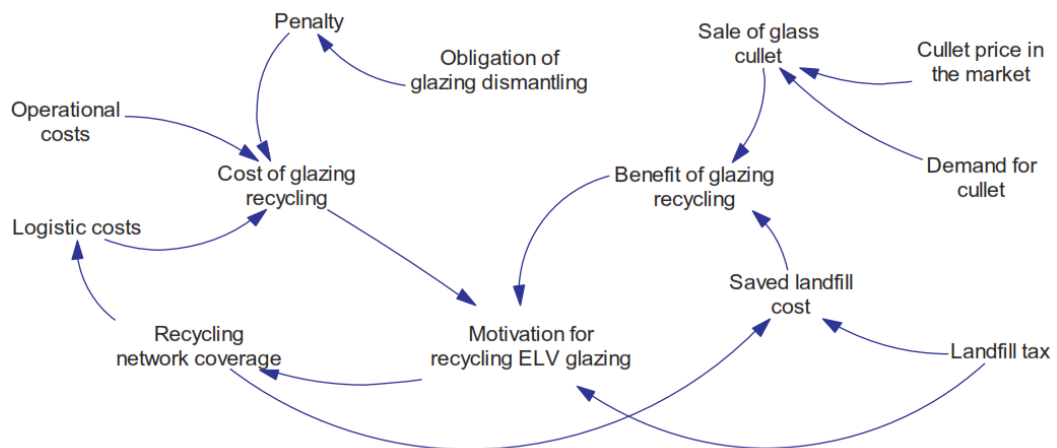 Penalty
Sale of glass
cullet
Cullet price in
the market
Obligation of
glazing dismantling
Operational
costs
Cost of glazing
recycling
Benefit of glazing
recycling
Demand for
cullet
Logistic costs
Saved landfill
cost
Recycling
network coverage
Motivation for
recycling ELV glazing
Landfill tax